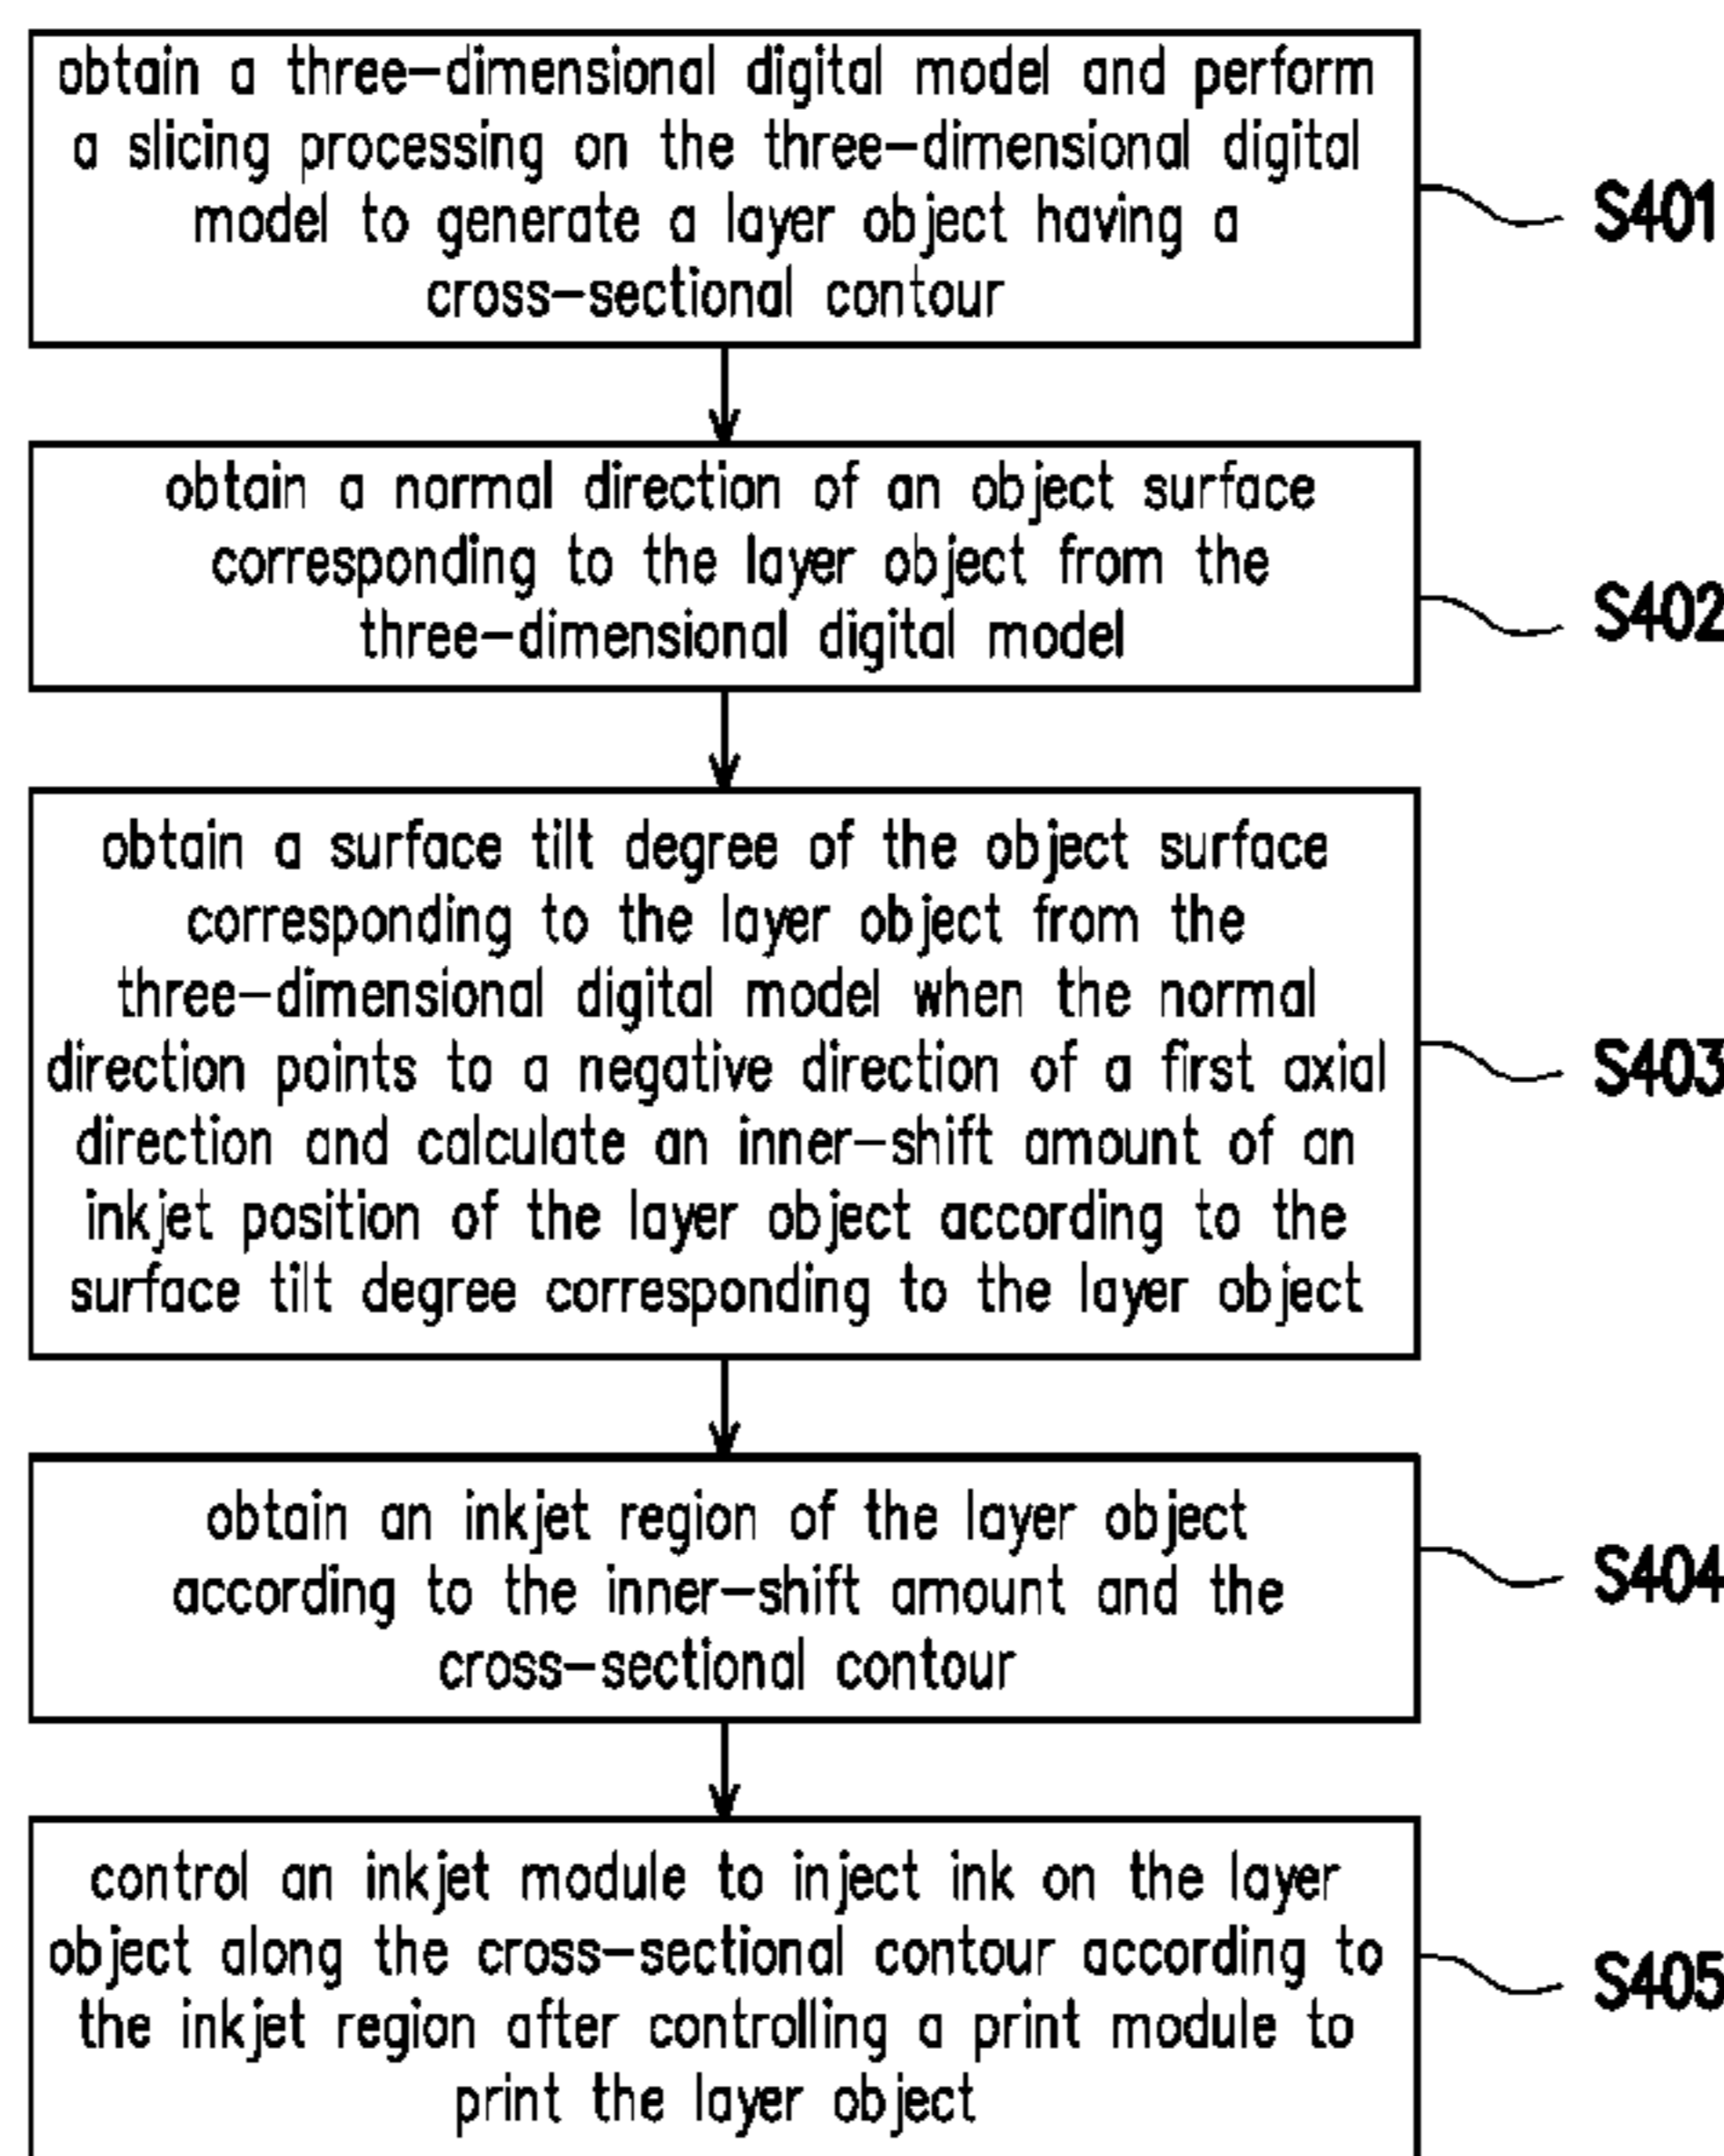 obtain a three-dimensional digital model and perform
a slicing processing on the three-dimensional digital
model to generate a layer object having a
cross-sectional contour
S401
obtain a normal direction of an object surface
corresponding to the layer object from the
three-dimensional digital model
S402
obtain a surface tilt degree of the object surface
corresponding to the layer object from the
three-dimensional digital model when the normal
direction points to a negative direction of a first axial
direction and calculate an inner-shift amount of an
inkjet position of the layer object according to the
surface tilt degree corresponding to the layer object
S403
obtain an inkjet region of the layer object
according to the inner-shift amount and the
cross-sectional contour
S404
control an inkjet module to inject ink on the layer
object along the cross-sectional contour according to
the inkjet region after controlling a print module to
print the layer object
S405